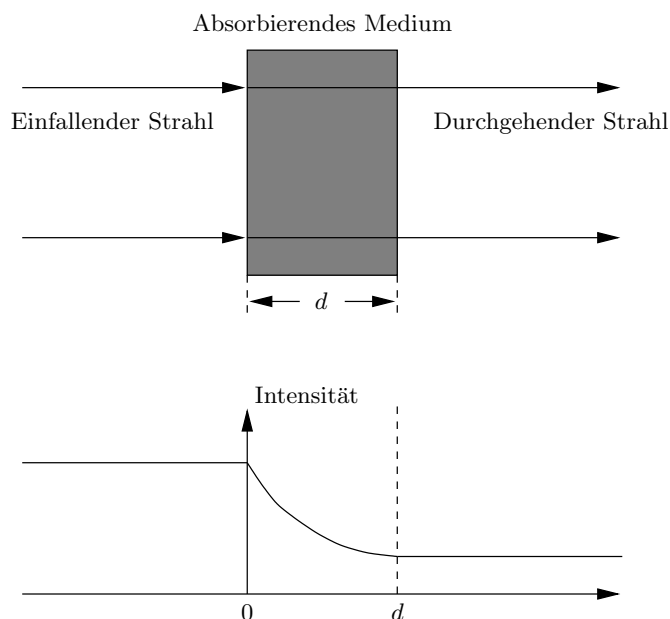 Absorbierendes Medium
Einfallender Strahl
Durchgehender Strahl
d
Intensität
0
d